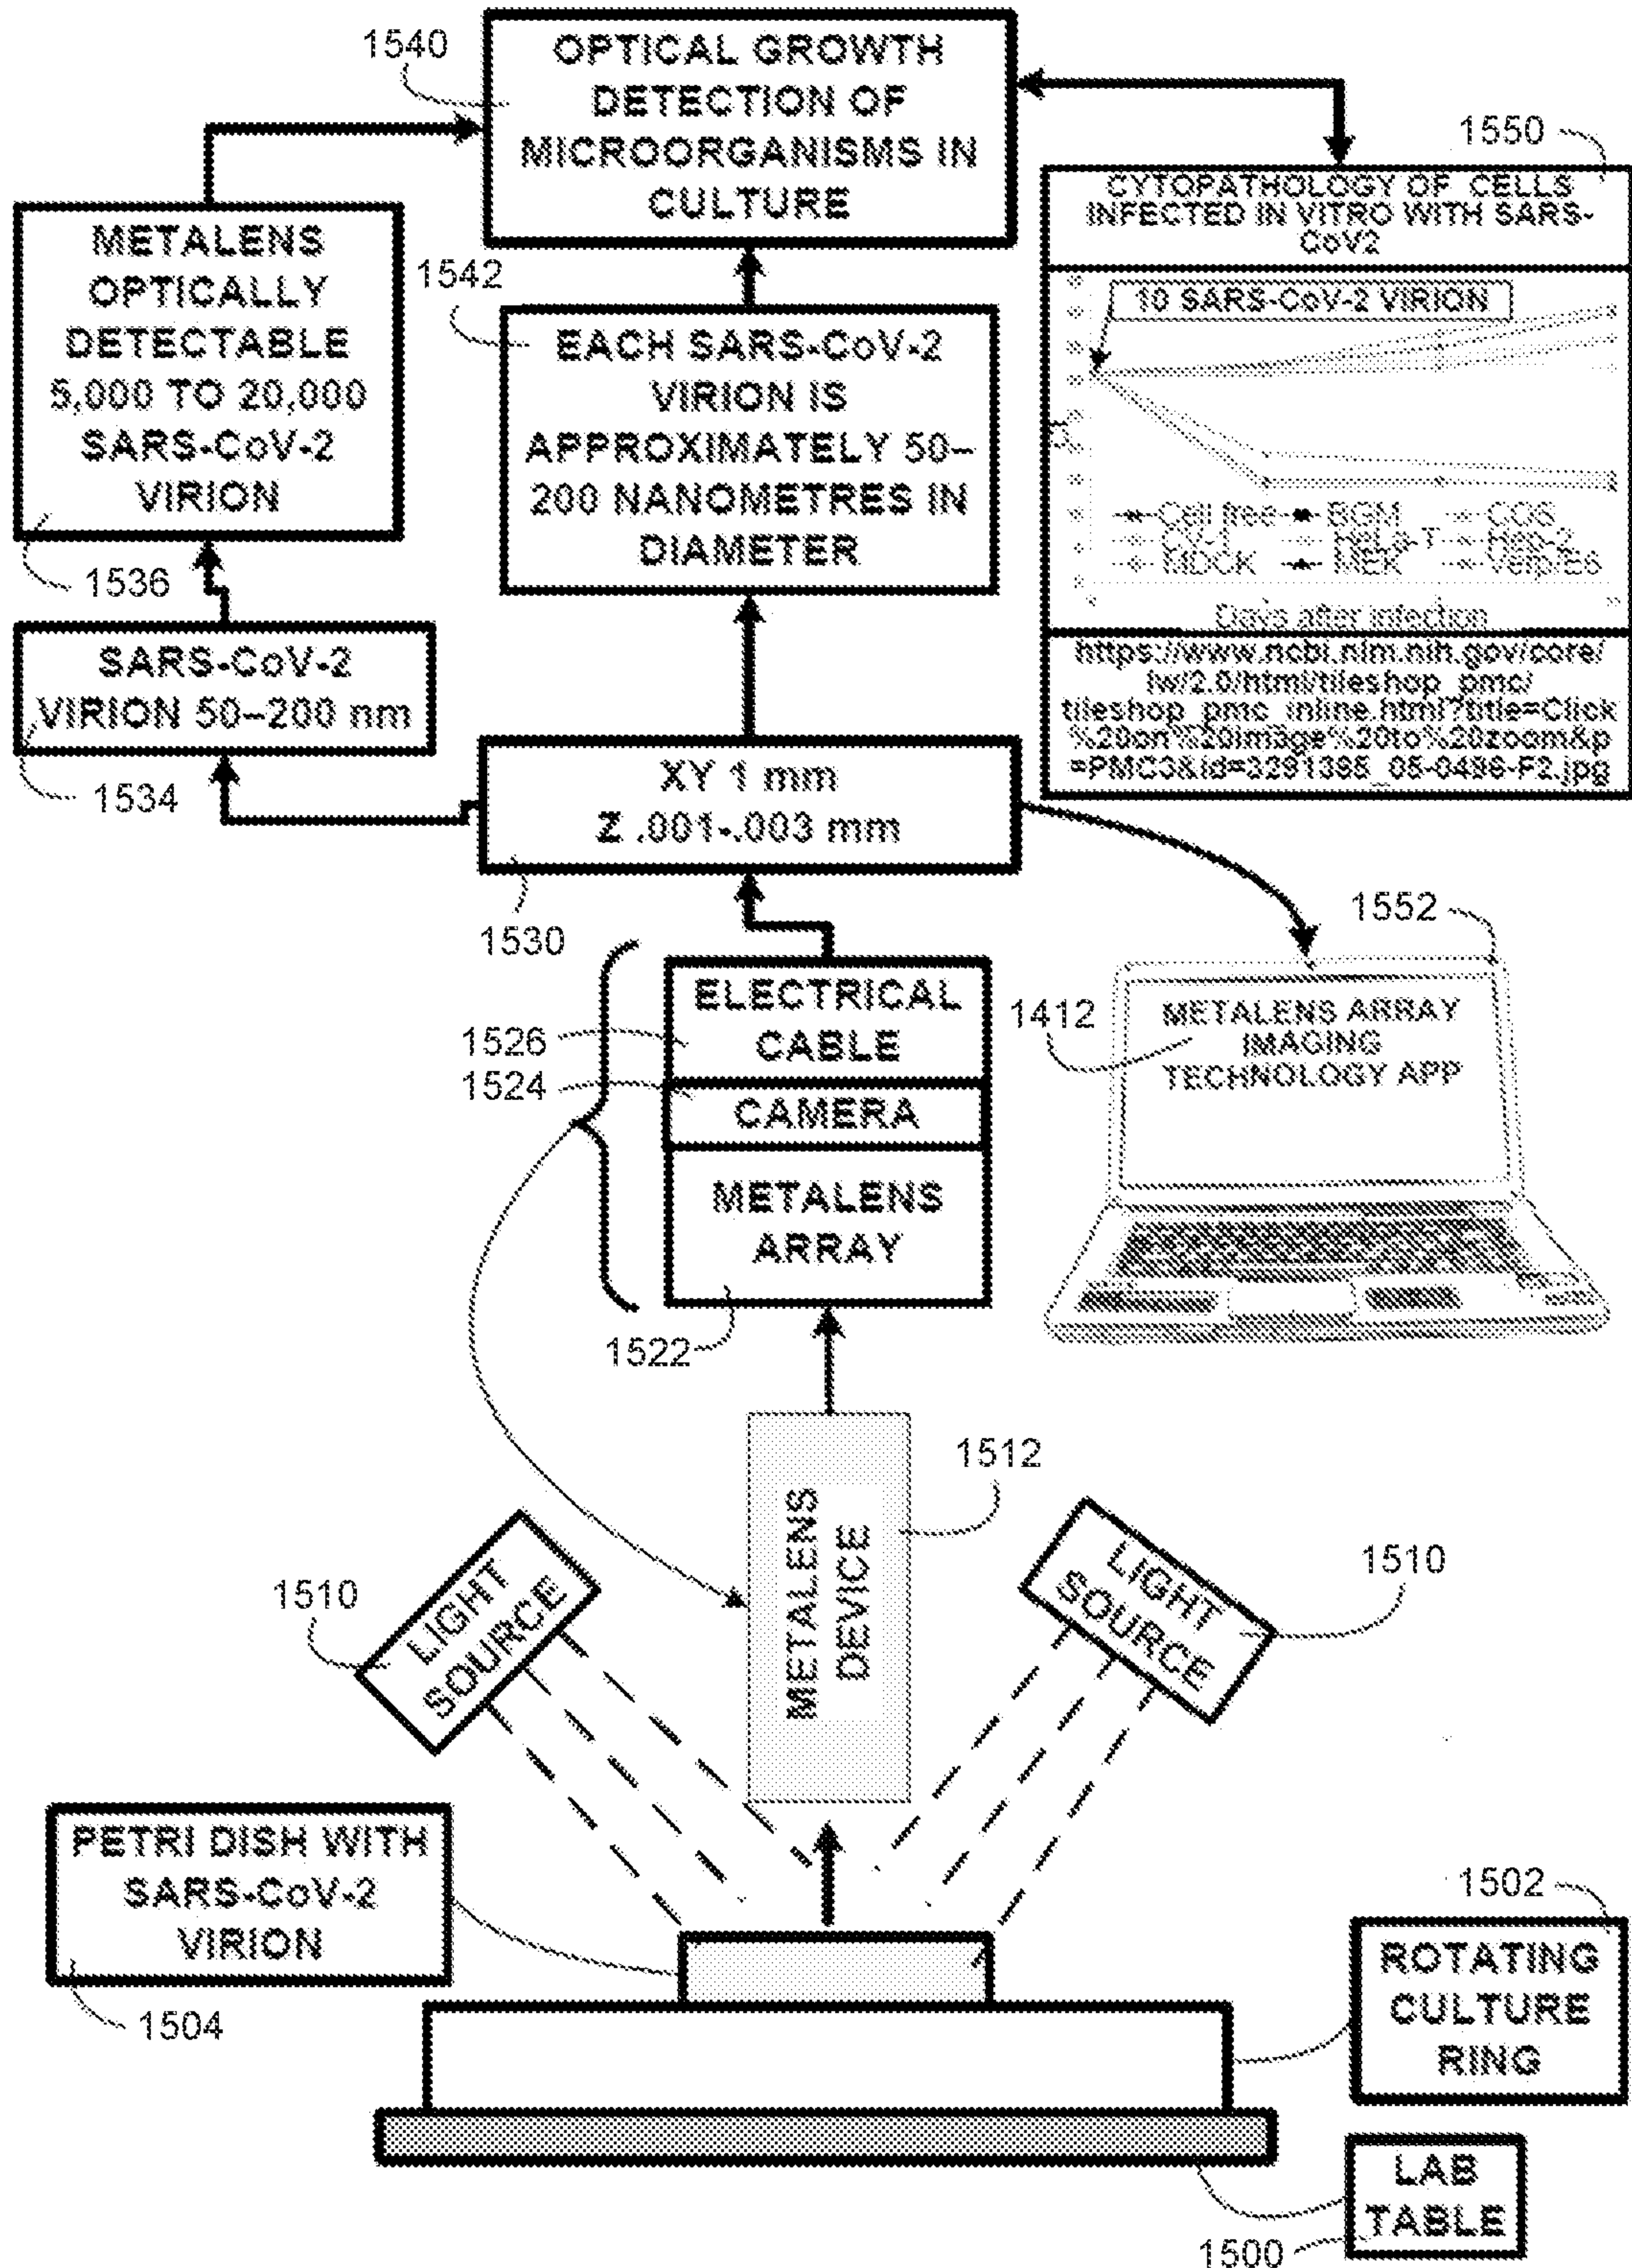 1540
OPTICAL GROWTH
DETECTION OF
MICROORGANISMS IN
CULTURE
1550
CYTOPATHOLOGY OF CELLS
INFECTED IN VITRO WITH SARS-
CoV2
10 SARS-CoV-2 VIRION
Cell free BGM COS
CV-1 HeLa-T Hep-2
MDCK MEK Vero E6
Days after infection
https://www.ncbi.nlm.nih.gov/core/
lw/2.0/html/tileshop_pmc/
tileshop_pmc_inline.html?title=Click
%20on%20image%20to%20zoom&p
=PMC3&id=3291395_05-0496-F2.jpg
METALENS
OPTICALLY
DETECTABLE
5,000 TO 20,000
SARS-CoV-2
VIRION
1536
1542
EACH SARS-CoV-2
VIRION IS
APPROXIMATELY 50–
200 NANOMETRES IN
DIAMETER
SARS-CoV-2
VIRION 50–200 nm
1534
XY 1 mm
Z .001-.003 mm
1530
1552
1412
METALENS ARRAY
IMAGING
TECHNOLOGY APP
1526
ELECTRICAL
CABLE
1524
CAMERA
METALENS
ARRAY
1522
1512
METALENS
DEVICE
1510
LIGHT
SOURCE
LIGHT
SOURCE
1510
PETRI DISH WITH
SARS-CoV-2
VIRION
1504
1502
ROTATING
CULTURE
RING
LAB
TABLE
1500